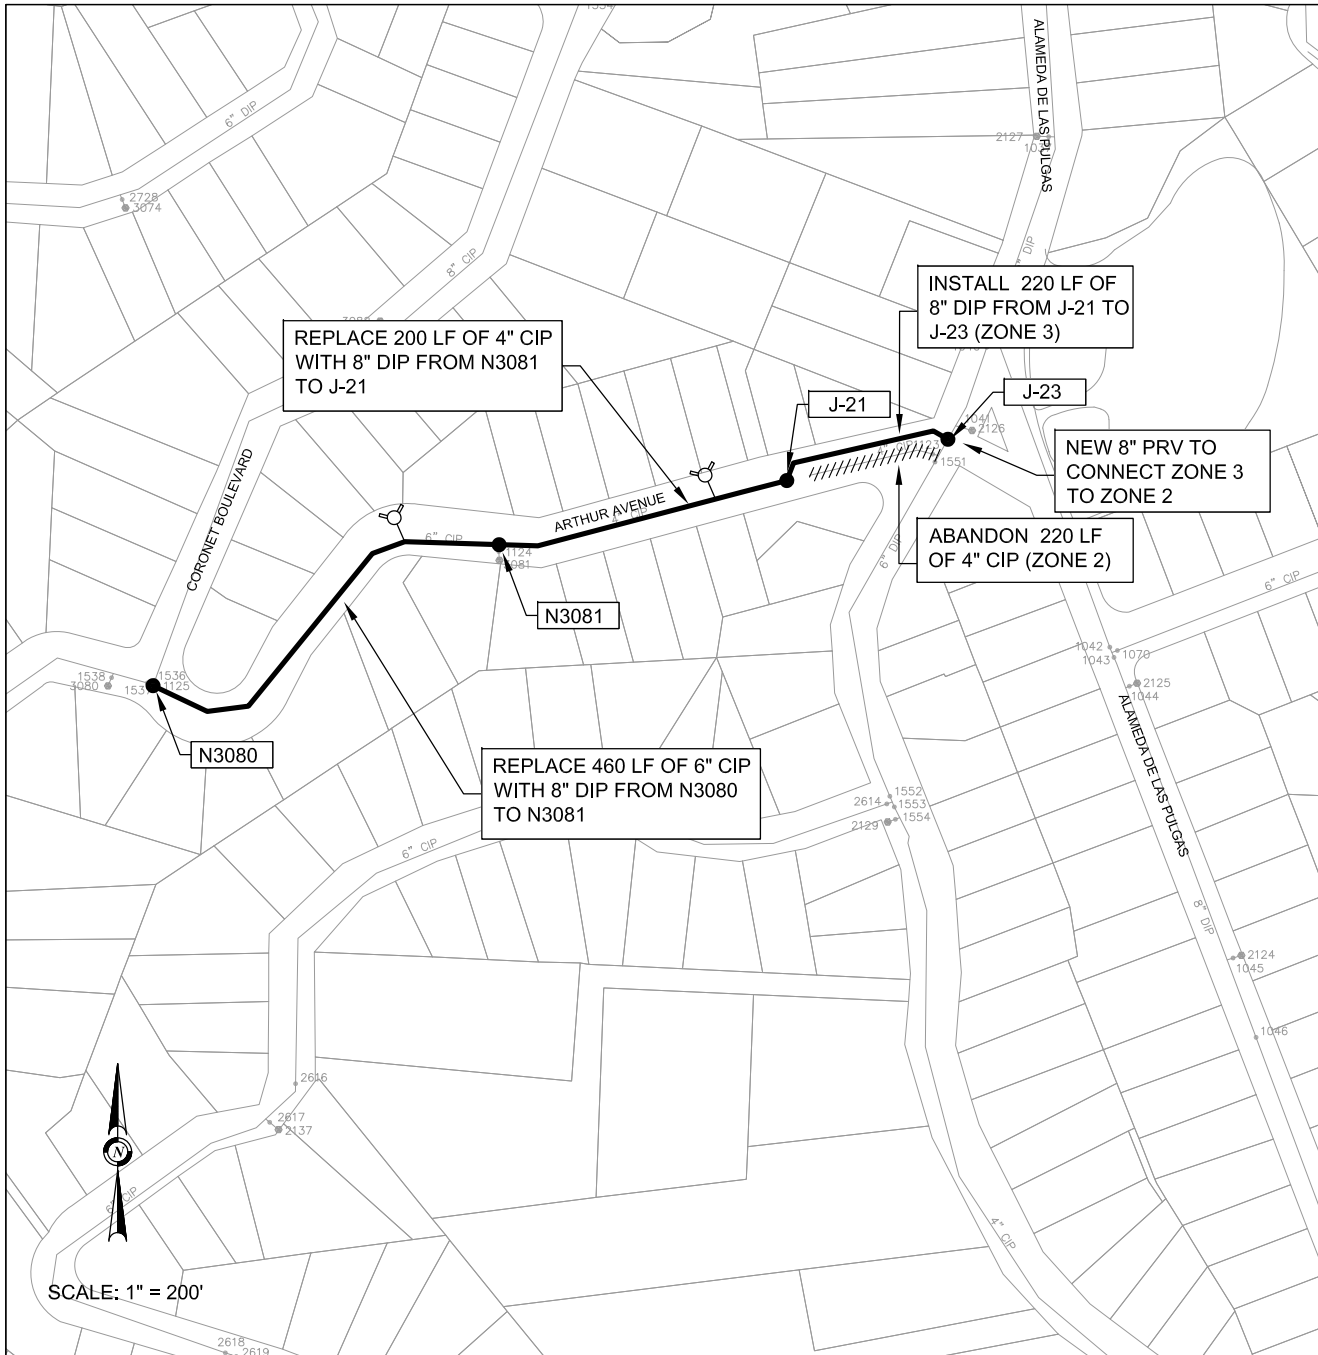 ALAMEDA DE LAS PULGAS
6" DIP
2728
3074
2127
8" CIP
INSTALL 220 LF OF
8" DIP FROM J-21 TO
J-23 (ZONE 3)
REPLACE 200 LF OF 4" CIP
WITH 8" DIP FROM N3081
TO J-21
J-21
J-23
1041
2126
1123
1551
NEW 8" PRV TO
CONNECT ZONE 3
TO ZONE 2
ARTHUR AVENUE
CORONET BOULEVARD
6" CIP
1124
ABANDON 220 LF
OF 4" CIP (ZONE 2)
6" DIP
6" CIP
N3081
1042
1043
1070
1538
3080
1536
1125
2125
1044
N3080
ALAMEDA DE LAS PULGAS
REPLACE 460 LF OF 6" CIP
WITH 8" DIP FROM N3080
TO N3081
1552
2614
1553
1554
2129
6" CIP
8" DIP
2124
1045
1046
2616
2617
2137
N
4" CIP
SCALE: 1" = 200'
2618
2619